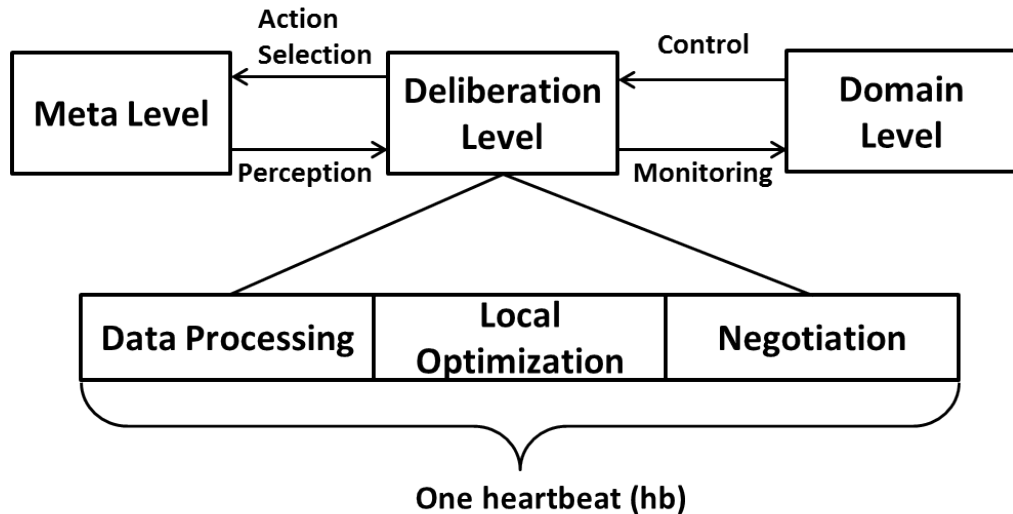 Action
Selection
Control
Meta Level
Deliberation
Level
Domain
Level
Perception
Monitoring
Data Processing
Local
Optimization
Negotiation
One heartbeat (hb)